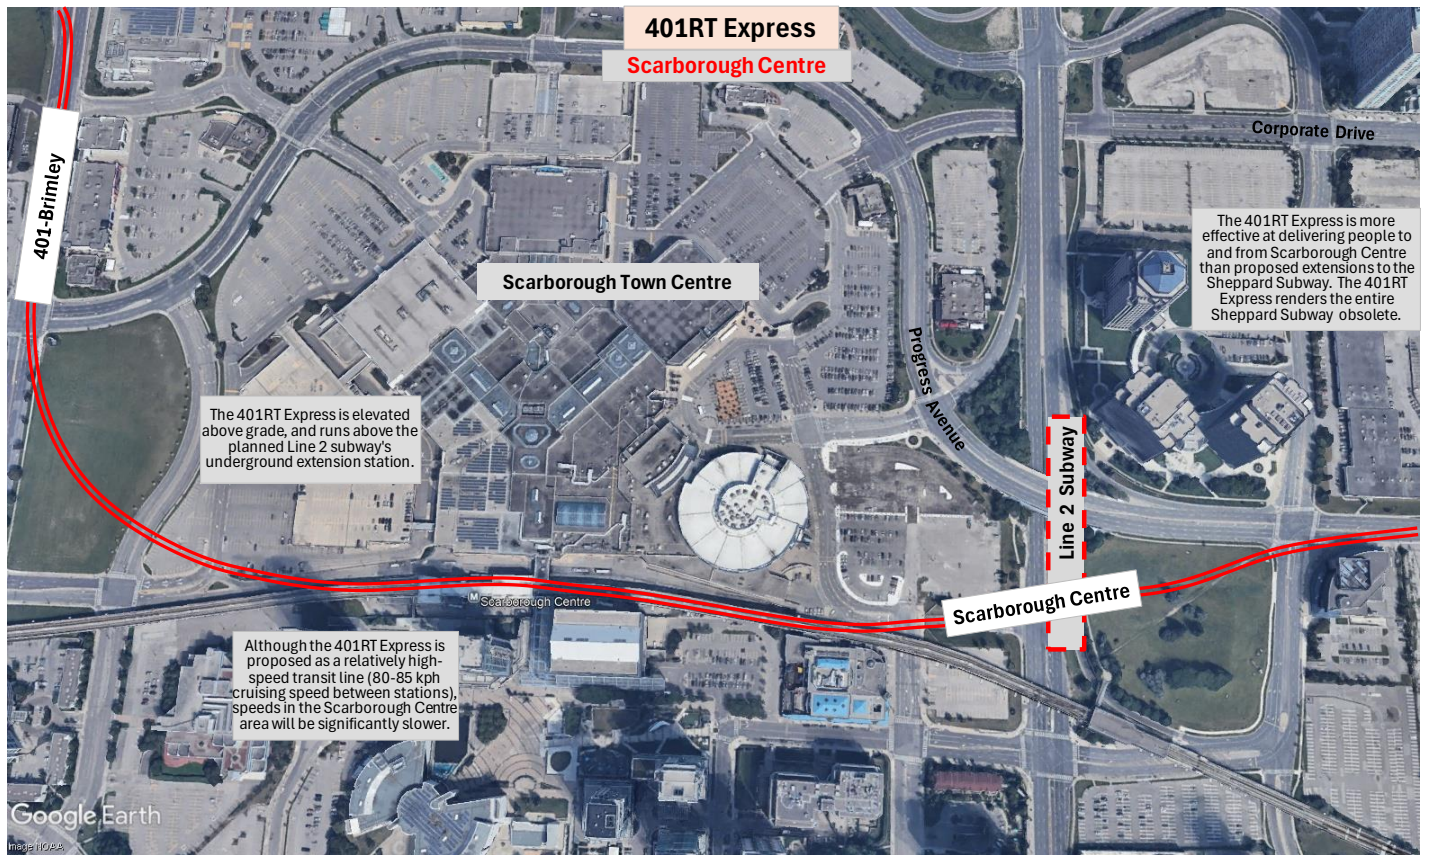 401RT Express
Scarborough Centre
Corporate Drive
401-Brimley
The 401RT Express is more
effective at delivering people to
and from Scarborough Centre
than proposed extensions to the
Sheppard Subway. The 401RT
Express renders the entire
Sheppard Subway obsolete.
Scarborough Town Centre
Progress Avenue
The 401RT Express is elevated
above grade, and runs above the
planned Line 2 subway's
underground extension station.
Line 2 Subway
M Scarborough Centre
Scarborough Centre
Although the 401RT Express is
proposed as a relatively high-
speed transit line (80-85 kph
cruising speed between stations),
speeds in the Scarborough Centre
area will be significantly slower.
Google Earth
Image NOAA